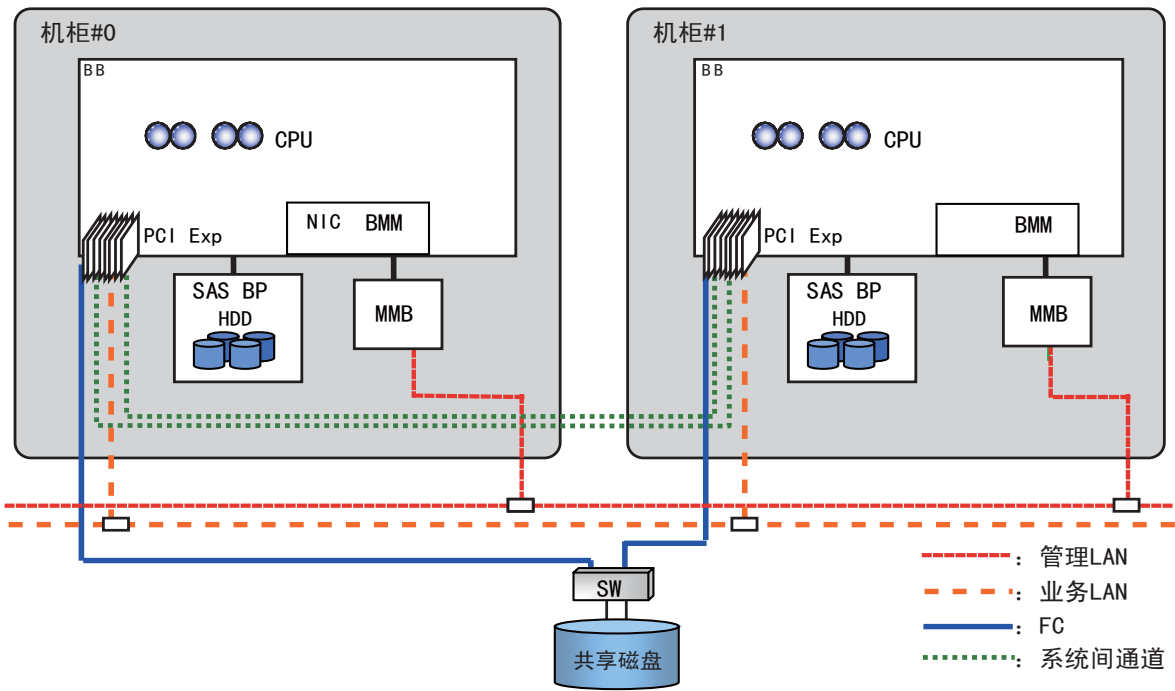 机柜#0
BB
CPU
NIC BMM
PCI Exp
SAS BP
HDD
MMB
机柜#1
BB
CPU
BMM
PCI Exp
SAS BP
HDD
MMB
SW
共享磁盘
：管理LAN
：业务LAN
：FC
：系统间通道